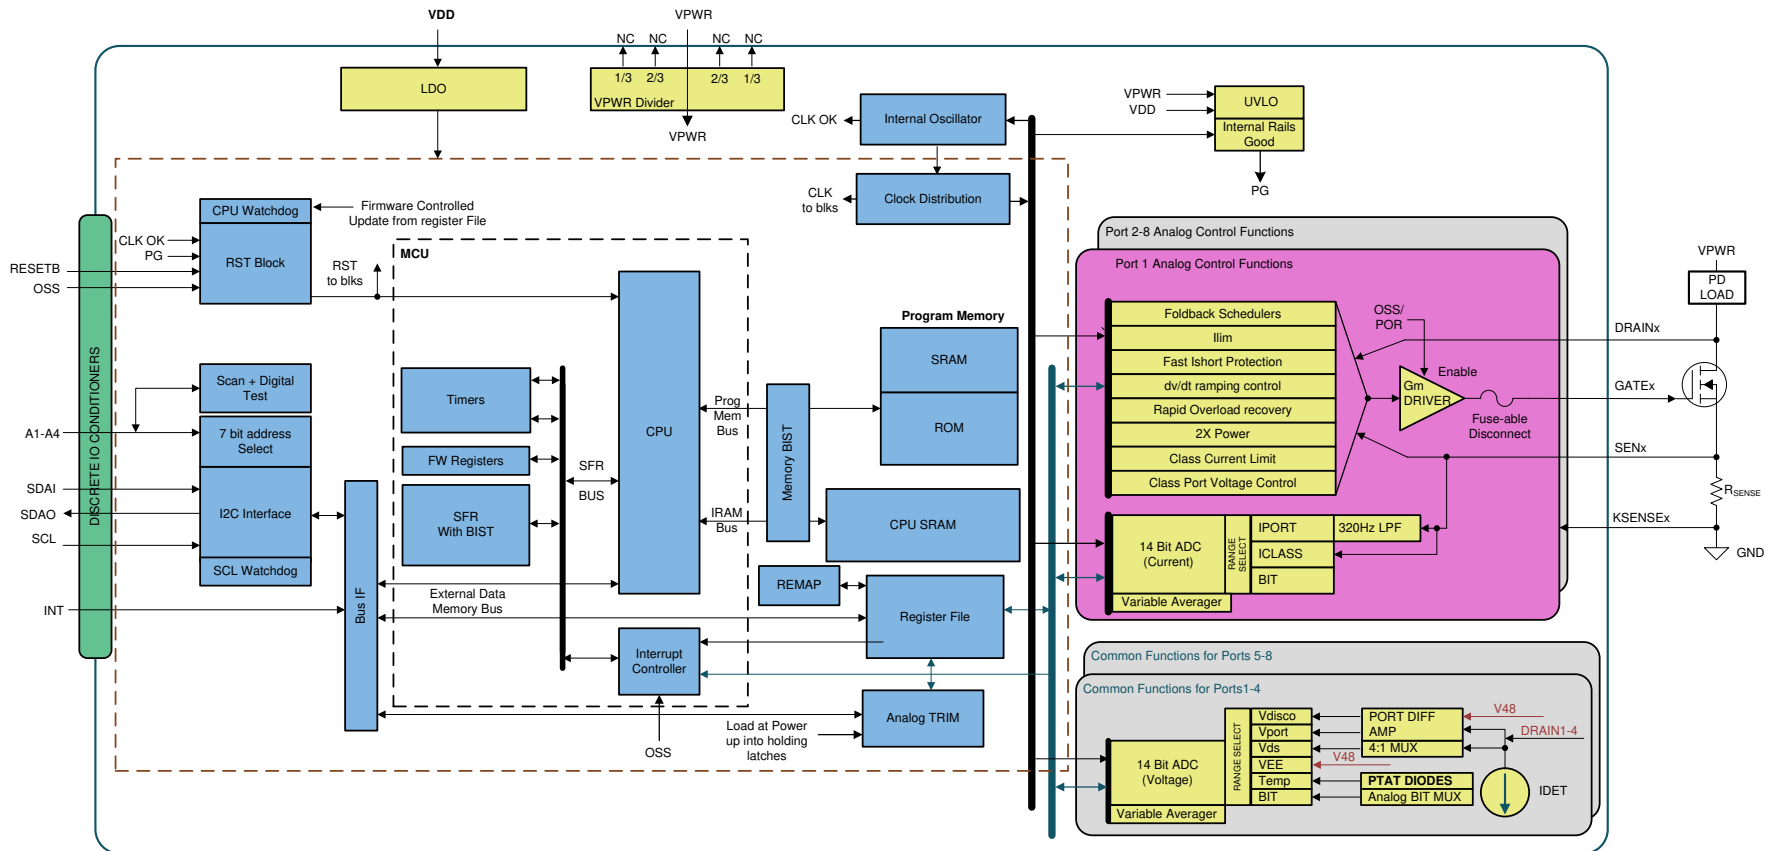 VDD
VPWR
NC
NC
NC
NC
1/3
2/3
2/3
1/3
LDO
VPWR Divider
VPWR
CLK OK
Internal Oscillator
VPWR
VDD
UVLO
Internal Rails
Good
PG
CLK
to blks
Clock Distribution
CPU Watchdog
Firmware Controlled
Update from register File
CLK OK
PG
RESETB
OSS
RST Block
RST
to blks
MCU
DISCRETE IO CONDITIONERS
Scan + Digital
Test
A1-A4
7 bit address
Select
SDAI
SDAO
SCL
I2C Interface
SCL Watchdog
INT
Bus IF
Timers
FW Registers
SFR
With BIST
SFR
BUS
CPU
External Data
Memory Bus
Interrupt
Controller
OSS
Prog
Mem
Bus
IRAM
Bus
Memory BIST
Program Memory
SRAM
ROM
CPU SRAM
REMAP
Register File
Analog TRIM
Load at Power
up into holding
latches
Port 2-8 Analog Control Functions
Port 1 Analog Control Functions
Foldback Schedulers
Ilim
Fast Ishort Protection
dv/dt ramping control
Rapid Overload recovery
2X Power
Class Current Limit
Class Port Voltage Control
OSS/
POR
Enable
Gm
DRIVER
Fuse-able
Disconnect
14 Bit ADC
(Current)
RANGE
SELECT
IPORT
320Hz LPF
ICLASS
BIT
Variable Averager
VPWR
PD
LOAD
DRAINx
GATEx
SENx
RSENSE
KSENSEx
GND
Common Functions for Ports 5-8
Common Functions for Ports1-4
14 Bit ADC
(Voltage)
Variable Averager
RANGE SELECT
Vdisco
Vport
Vds
VEE
Temp
BIT
PORT DIFF
AMP
4:1 MUX
V48
DRAIN1-4
V48
PTAT DIODES
Analog BIT MUX
IDET